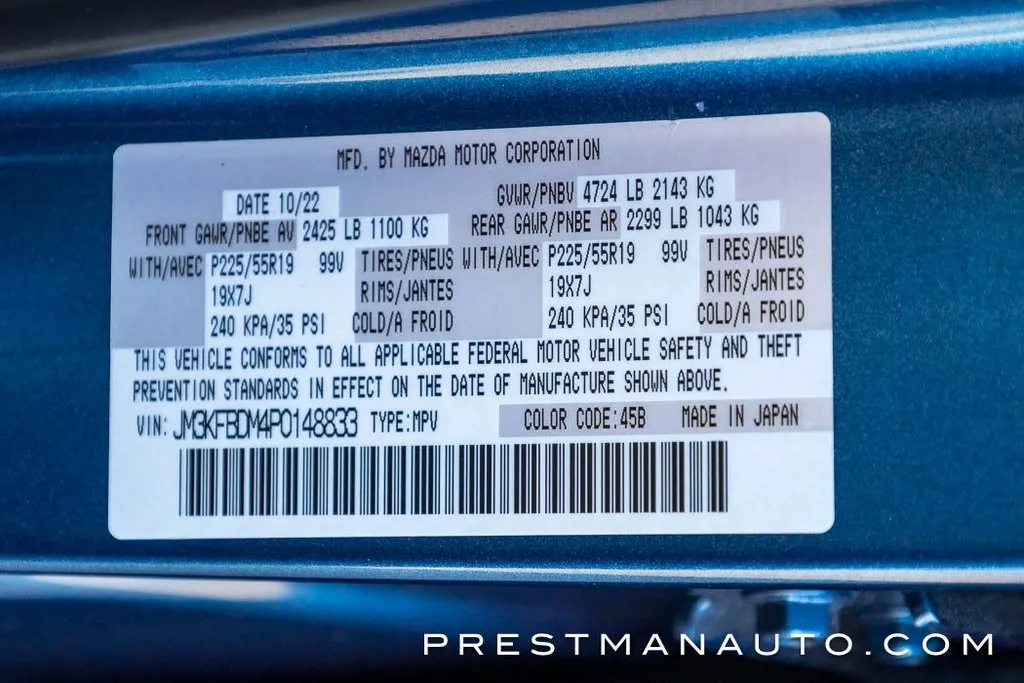 MFD. BY MAZDA MOTOR CORPORATION
DATE 10/22 GVWR/PNBV 4724 LB 2143 KG
FRONT GAWR/PNBE AV 2425 LB 1100 KG REAR GAWR/PNBE AR 2299 LB 1043 KG
WITH/AVEC P225/55R19 99V TIRES/PNEUS WITH/AVEC P225/55R19 99V TIRES/PNEUS
19X7J RIMS/JANTES 19X7J RIMS/JANTES
240 KPA/35 PSI COLD/A FROID 240 KPA/35 PSI COLD/A FROID
THIS VEHICLE CONFORMS TO ALL APPLICABLE FEDERAL MOTOR VEHICLE SAFETY AND THEFT
PREVENTION STANDARDS IN EFFECT ON THE DATE OF MANUFACTURE SHOWN ABOVE.
VIN: JM3KFBDM4P0148833 TYPE:MPV COLOR CODE:45B MADE IN JAPAN
PRESTMANAUTO.COM